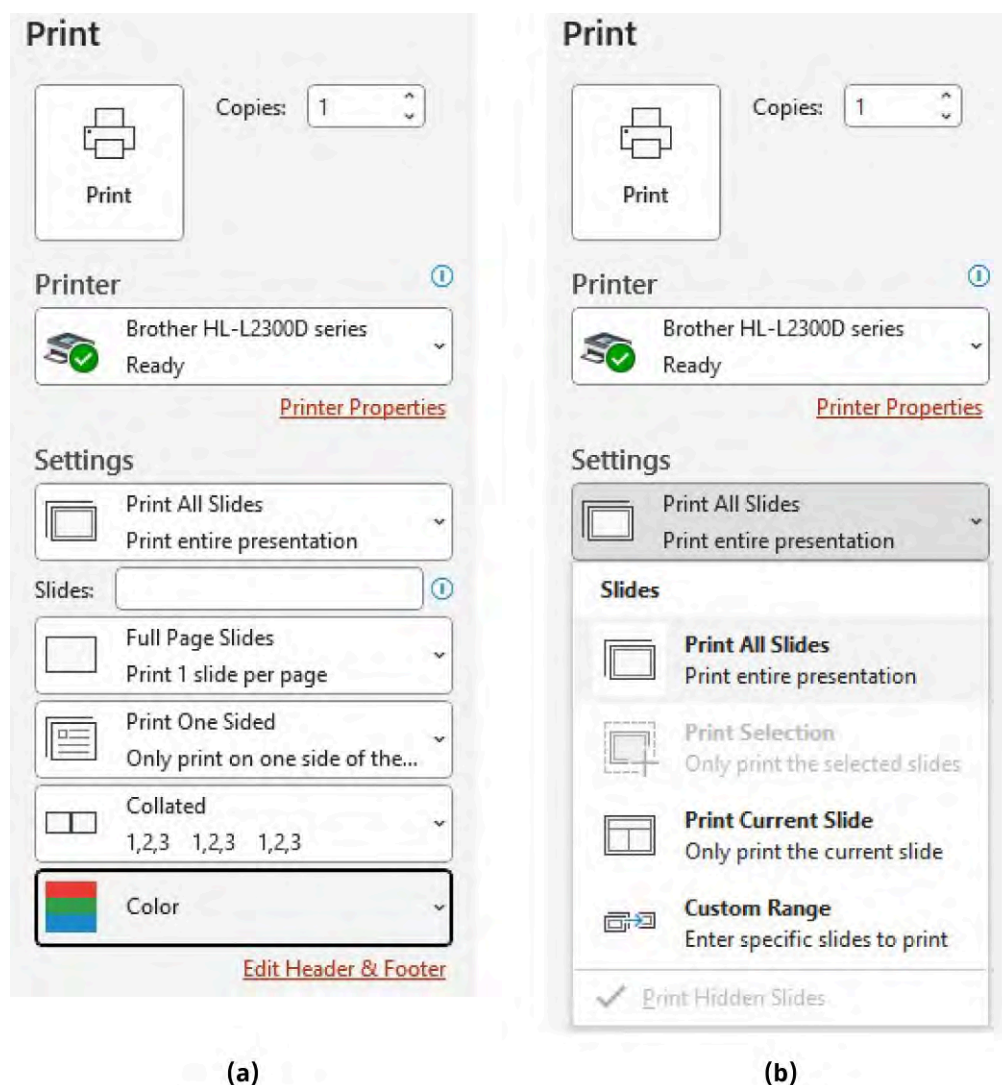 Print
Copies: 1
Print
Printer
Brother HL-L2300D series
Ready
Printer Properties
Settings
Print All Slides
Print entire presentation
Slides:
Full Page Slides
Print 1 slide per page
Print One Sided
Only print on one side of the...
Collated
1,2,3 1,2,3 1,2,3
Color
Edit Header & Footer
(a)
Print
Copies: 1
Print
Printer
Brother HL-L2300D series
Ready
Printer Properties
Settings
Print All Slides
Print entire presentation
Slides
Print All Slides
Print entire presentation
Print Selection
Only print the selected slides
Print Current Slide
Only print the current slide
Custom Range
Enter specific slides to print
Print Hidden Slides
(b)